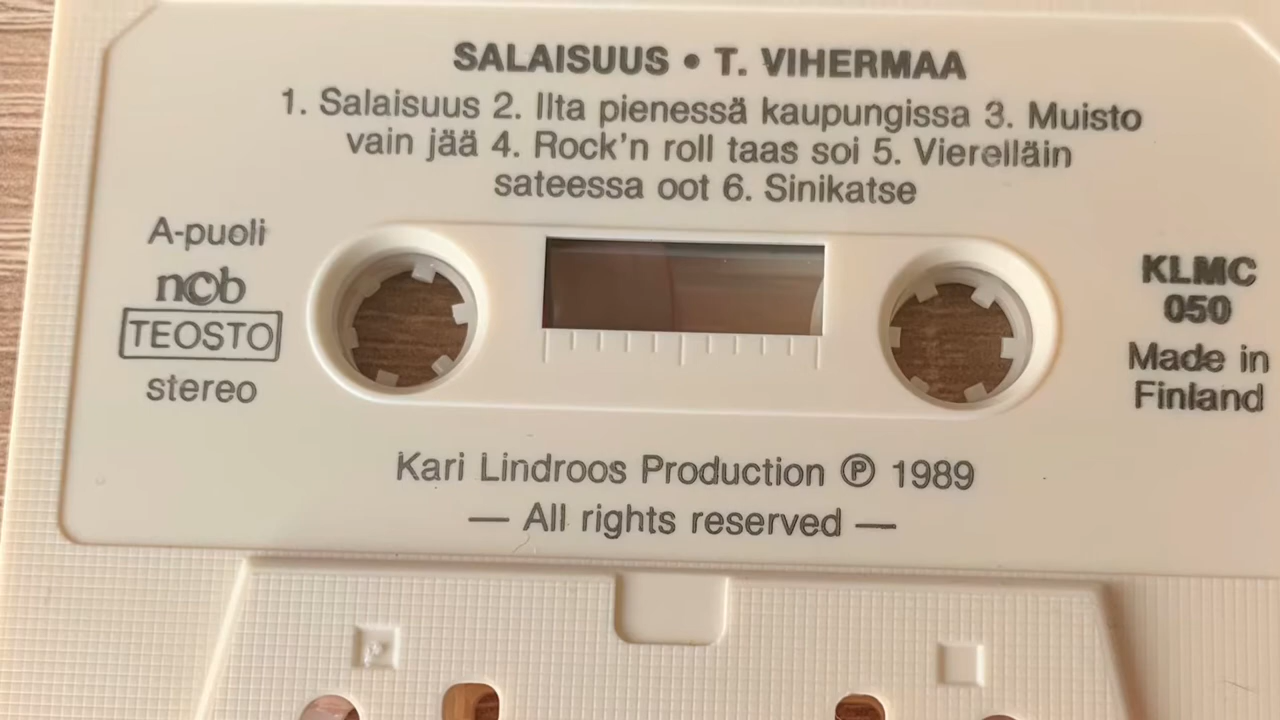 SALAISUUS • T. VIHERMAA
1. Salaisuus 2. Ilta pienessä kaupungissa 3. Muisto
vain jää 4. Rock'n roll taas soi 5. Vierelläin
sateessa oot 6. Sinikatse
A-puoli
ncb
TEOSTO
stereo
KLMC
050
Made in
Finland
Kari Lindroos Production ℗ 1989
— All rights reserved —